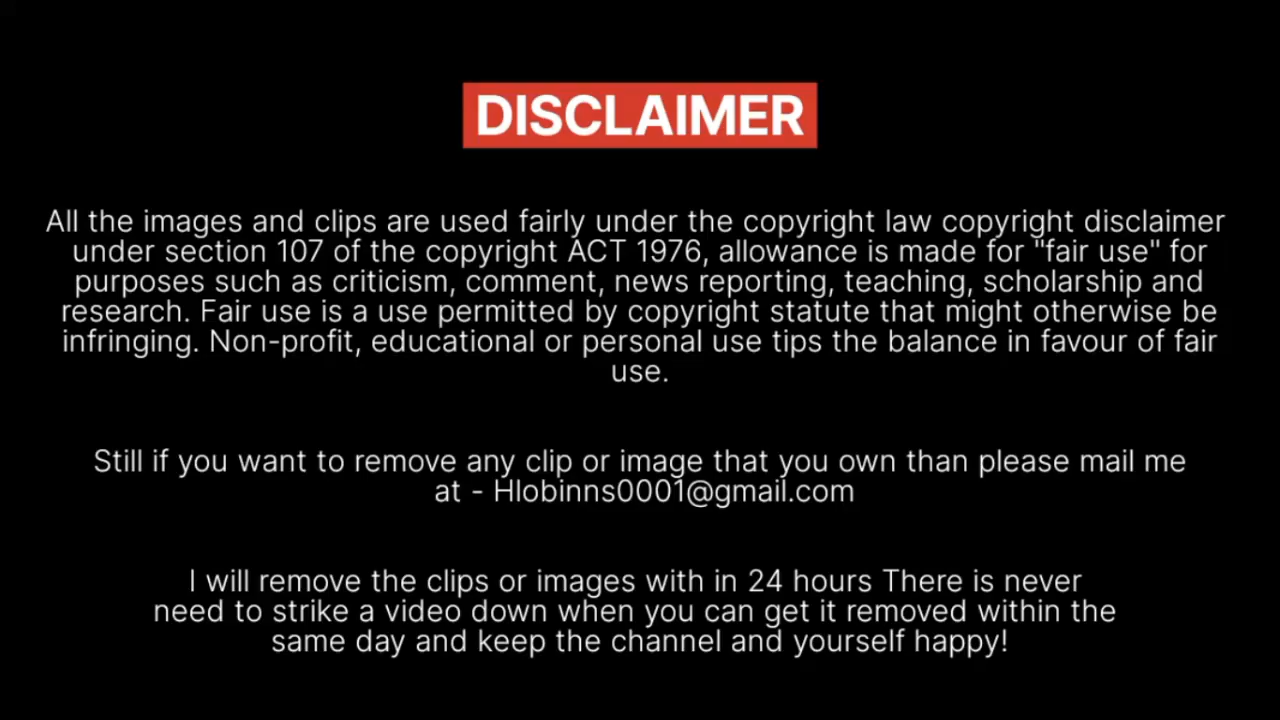 DISCLAIMER
All the images and clips are used fairly under the copyright law copyright disclaimer
under section 107 of the copyright ACT 1976, allowance is made for "fair use" for
purposes such as criticism, comment, news reporting, teaching, scholarship and
research. Fair use is a use permitted by copyright statute that might otherwise be
infringing. Non-profit, educational or personal use tips the balance in favour of fair
use.
Still if you want to remove any clip or image that you own than please mail me
at - Hlobinns0001@gmail.com
I will remove the clips or images with in 24 hours There is never
need to strike a video down when you can get it removed within the
same day and keep the channel and yourself happy!